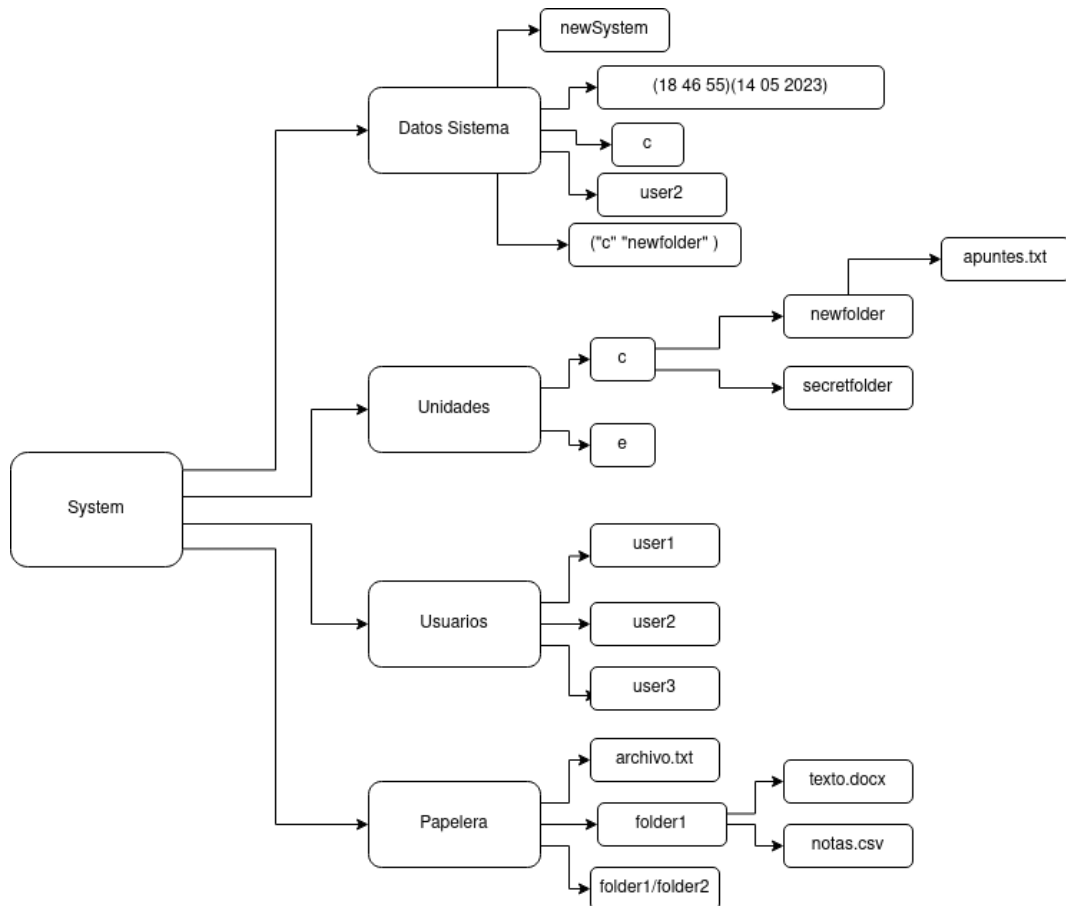 newSystem
(18 46 55)(14 05 2023)
Datos Sistema
c
user2
("c" "newfolder" )
apuntes.txt
newfolder
c
secretfolder
Unidades
e
System
user1
Usuarios
user2
user3
archivo.txt
texto.docx
Papelera
folder1
notas.csv
folder1/folder2